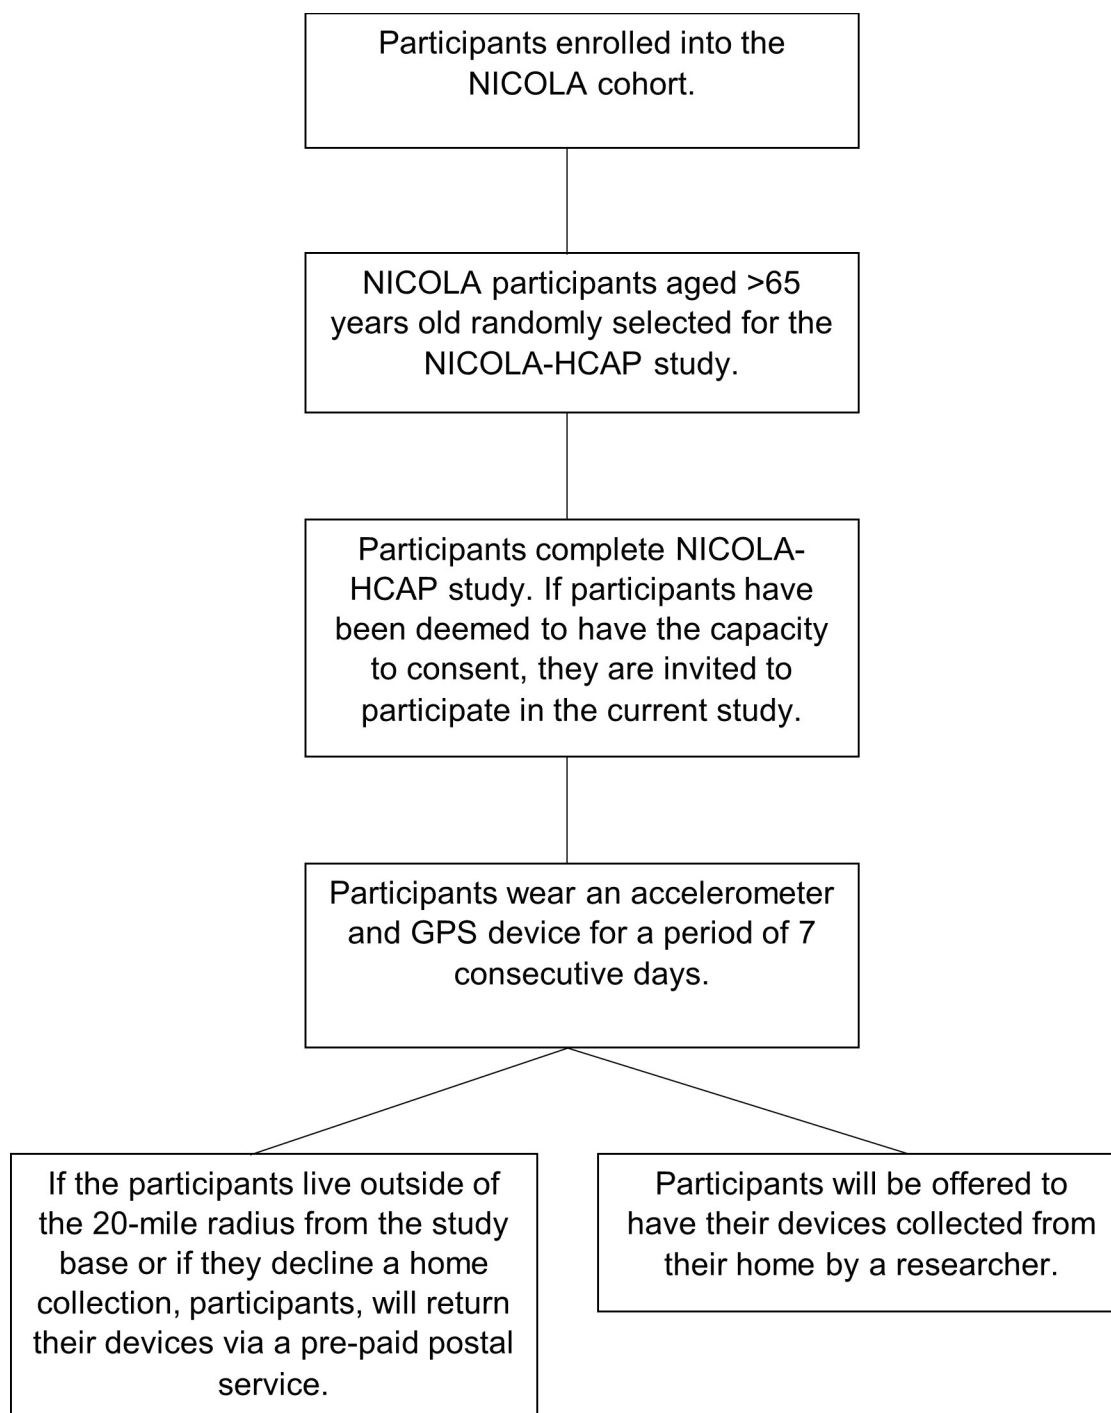 Participants enrolled into the
NICOLA cohort.
NICOLA participants aged >65
years old randomly selected for the
NICOLA-HCAP study.
Participants complete NICOLA-
HCAP study. If participants have
been deemed to have the capacity
to consent, they are invited to
participate in the current study.
Participants wear an accelerometer
and GPS device for a period of 7
consecutive days.
If the participants live outside of
the 20-mile radius from the study
base or if they decline a home
collection, participants, will return
their devices via a pre-paid postal
service.
Participants will be offered to
have their devices collected from
their home by a researcher.